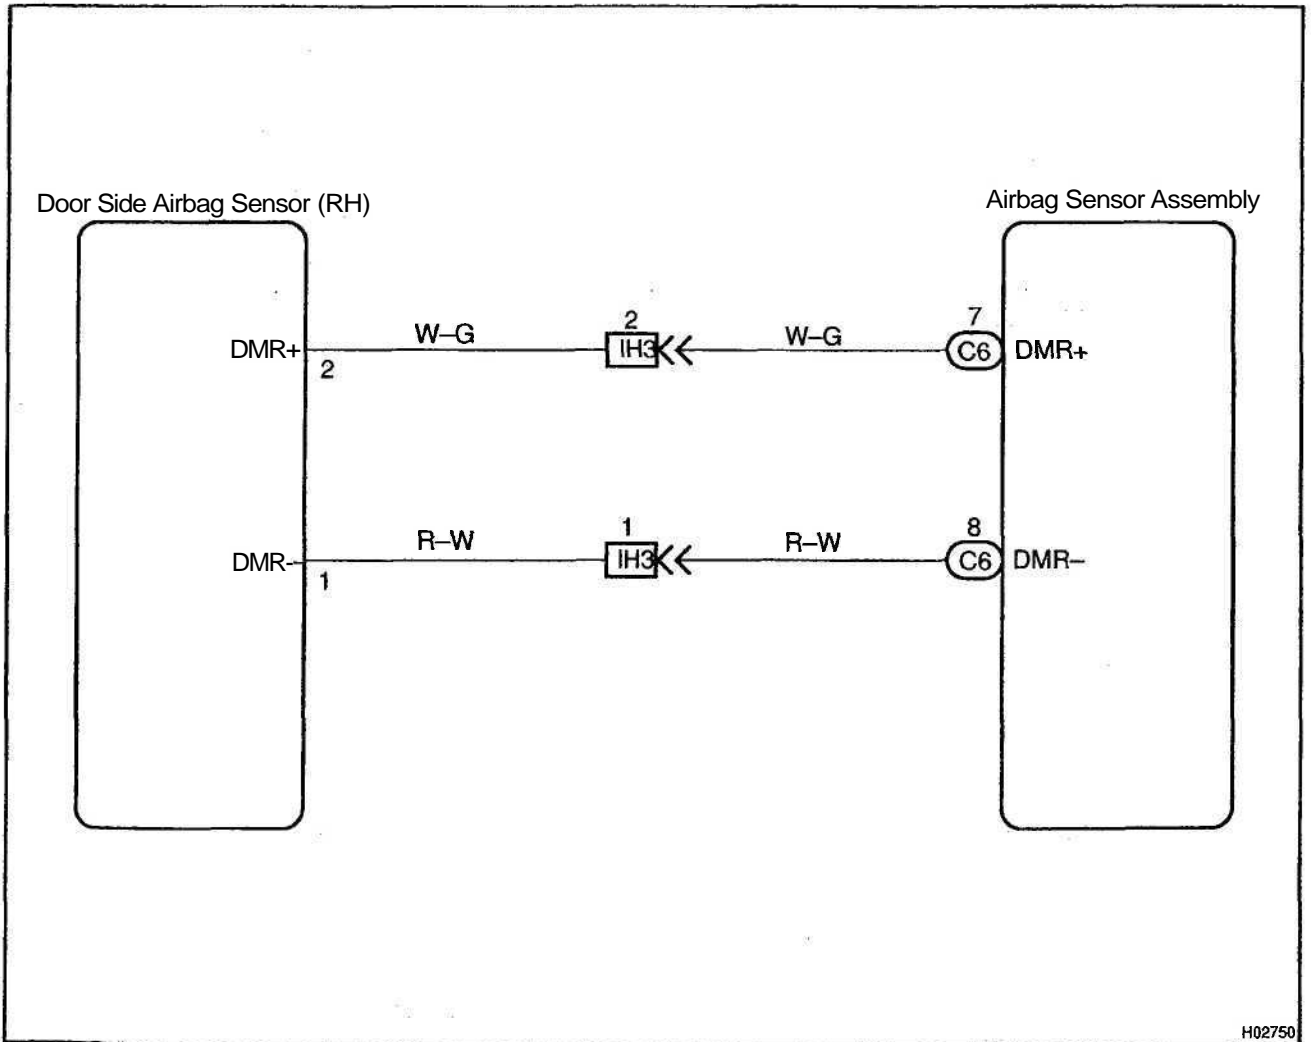 Door Side Airbag Sensor (RH)
Airbag Sensor Assembly
DMR+
2
W–G
2
IH3
W–G
7
C6
DMR+
DMR-
1
R–W
1
IH3
R–W
8
C6
DMR–
H02750